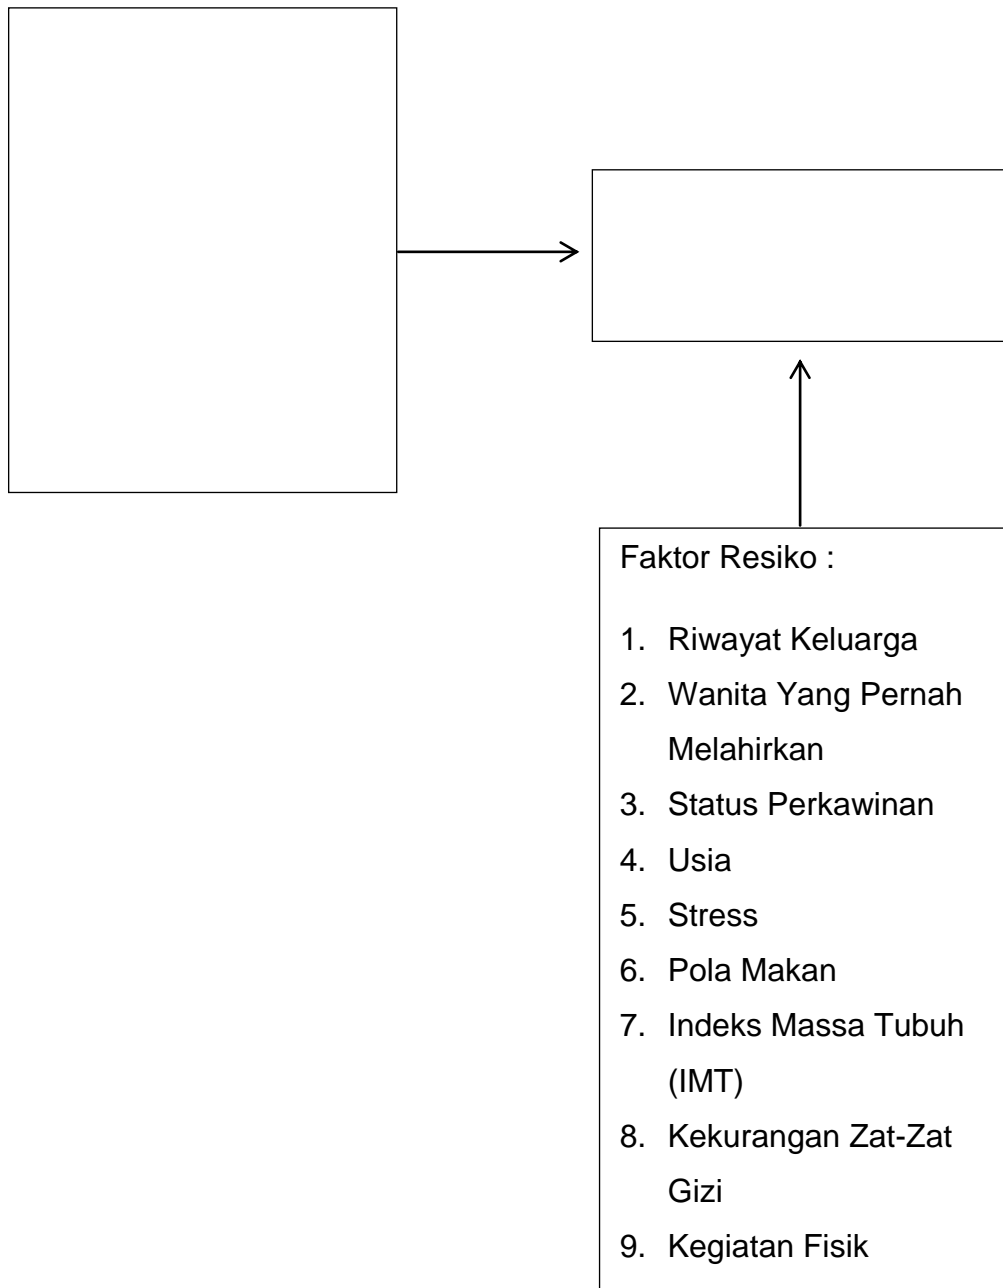 Faktor Resiko :
1. Riwayat Keluarga
2. Wanita Yang Pernah
Melahirkan
3. Status Perkawinan
4. Usia
5. Stress
6. Pola Makan
7. Indeks Massa Tubuh
(IMT)
8. Kekurangan Zat-Zat
Gizi
9. Kegiatan Fisik